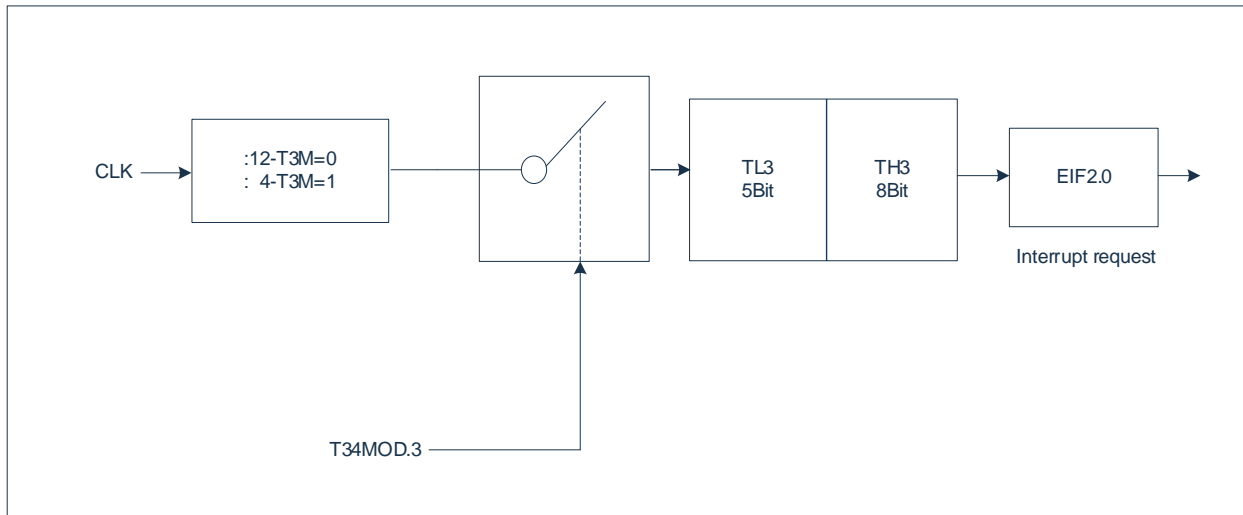 CLK
:12-T3M=0
: 4-T3M=1
TL3
5Bit
TH3
8Bit
EIF2.0
Interrupt request
T34MOD.3